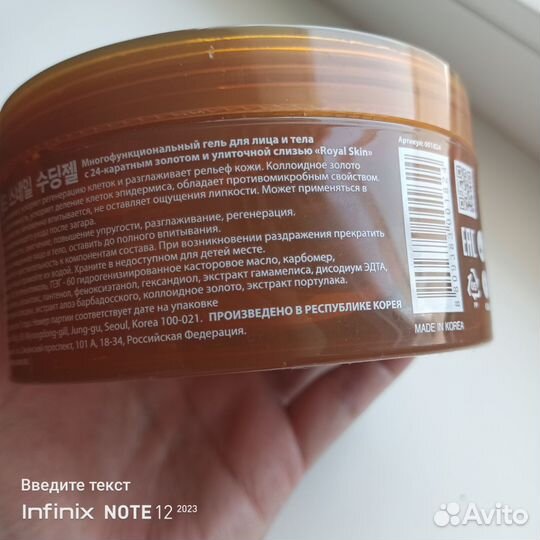 Артикул: 001824
수딩젤
Многофункциональный гель для лица и тела
с 24-каратным золотом и улиточной слизью «Royal Skin»
регенерацию клеток и разглаживает рельеф кожи. Коллоидное золото
ускоряет деление клеток эпидермиса, обладает противомикробным свойством.
впитывается, не оставляет ощущения липкости. Может применяться в
после загара.
повышение упругости, разглаживание, регенерация.
и тело, оставить до полного впитывания.
к компонентам состава. При возникновении раздражения прекратить
водой. Храните в недоступном для детей месте.
ПЭГ - 60 гидрогенизированное касторовое масло, карбомер,
пантенол, феноксиэтанол, гександиол, экстракт гамамелиса, дисодиум ЭДТА,
экстракт алоэ барбадосского, коллоидное золото, экстракт портулака.
партии соответствует дате на упаковке
Jung-gu, Seoul, Korea 100-021. ПРОИЗВЕДЕНО В РЕСПУБЛИКЕ КОРЕЯ
проспект, 101 А, 18-34, Российская Федерация.
MADE IN KOREA
EAC
Введите текст
Infinix NOTE 12 2023
Avito